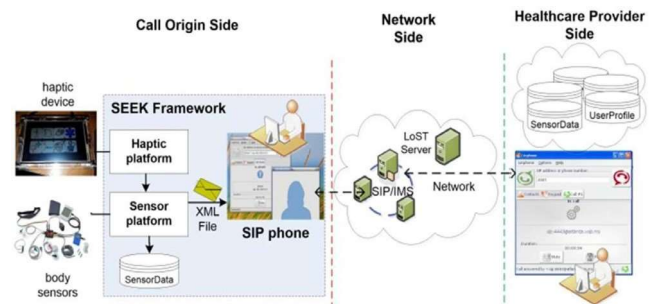 Call Origin Side
Network
Side
Healthcare Provider
Side
haptic
device
SEEK Framework
Haptic
platform
Sensor
platform
XML
File
SIP phone
SensorData
body
sensors
LoST
Server
SIP/IMS
Network
SensorData
UserProfile